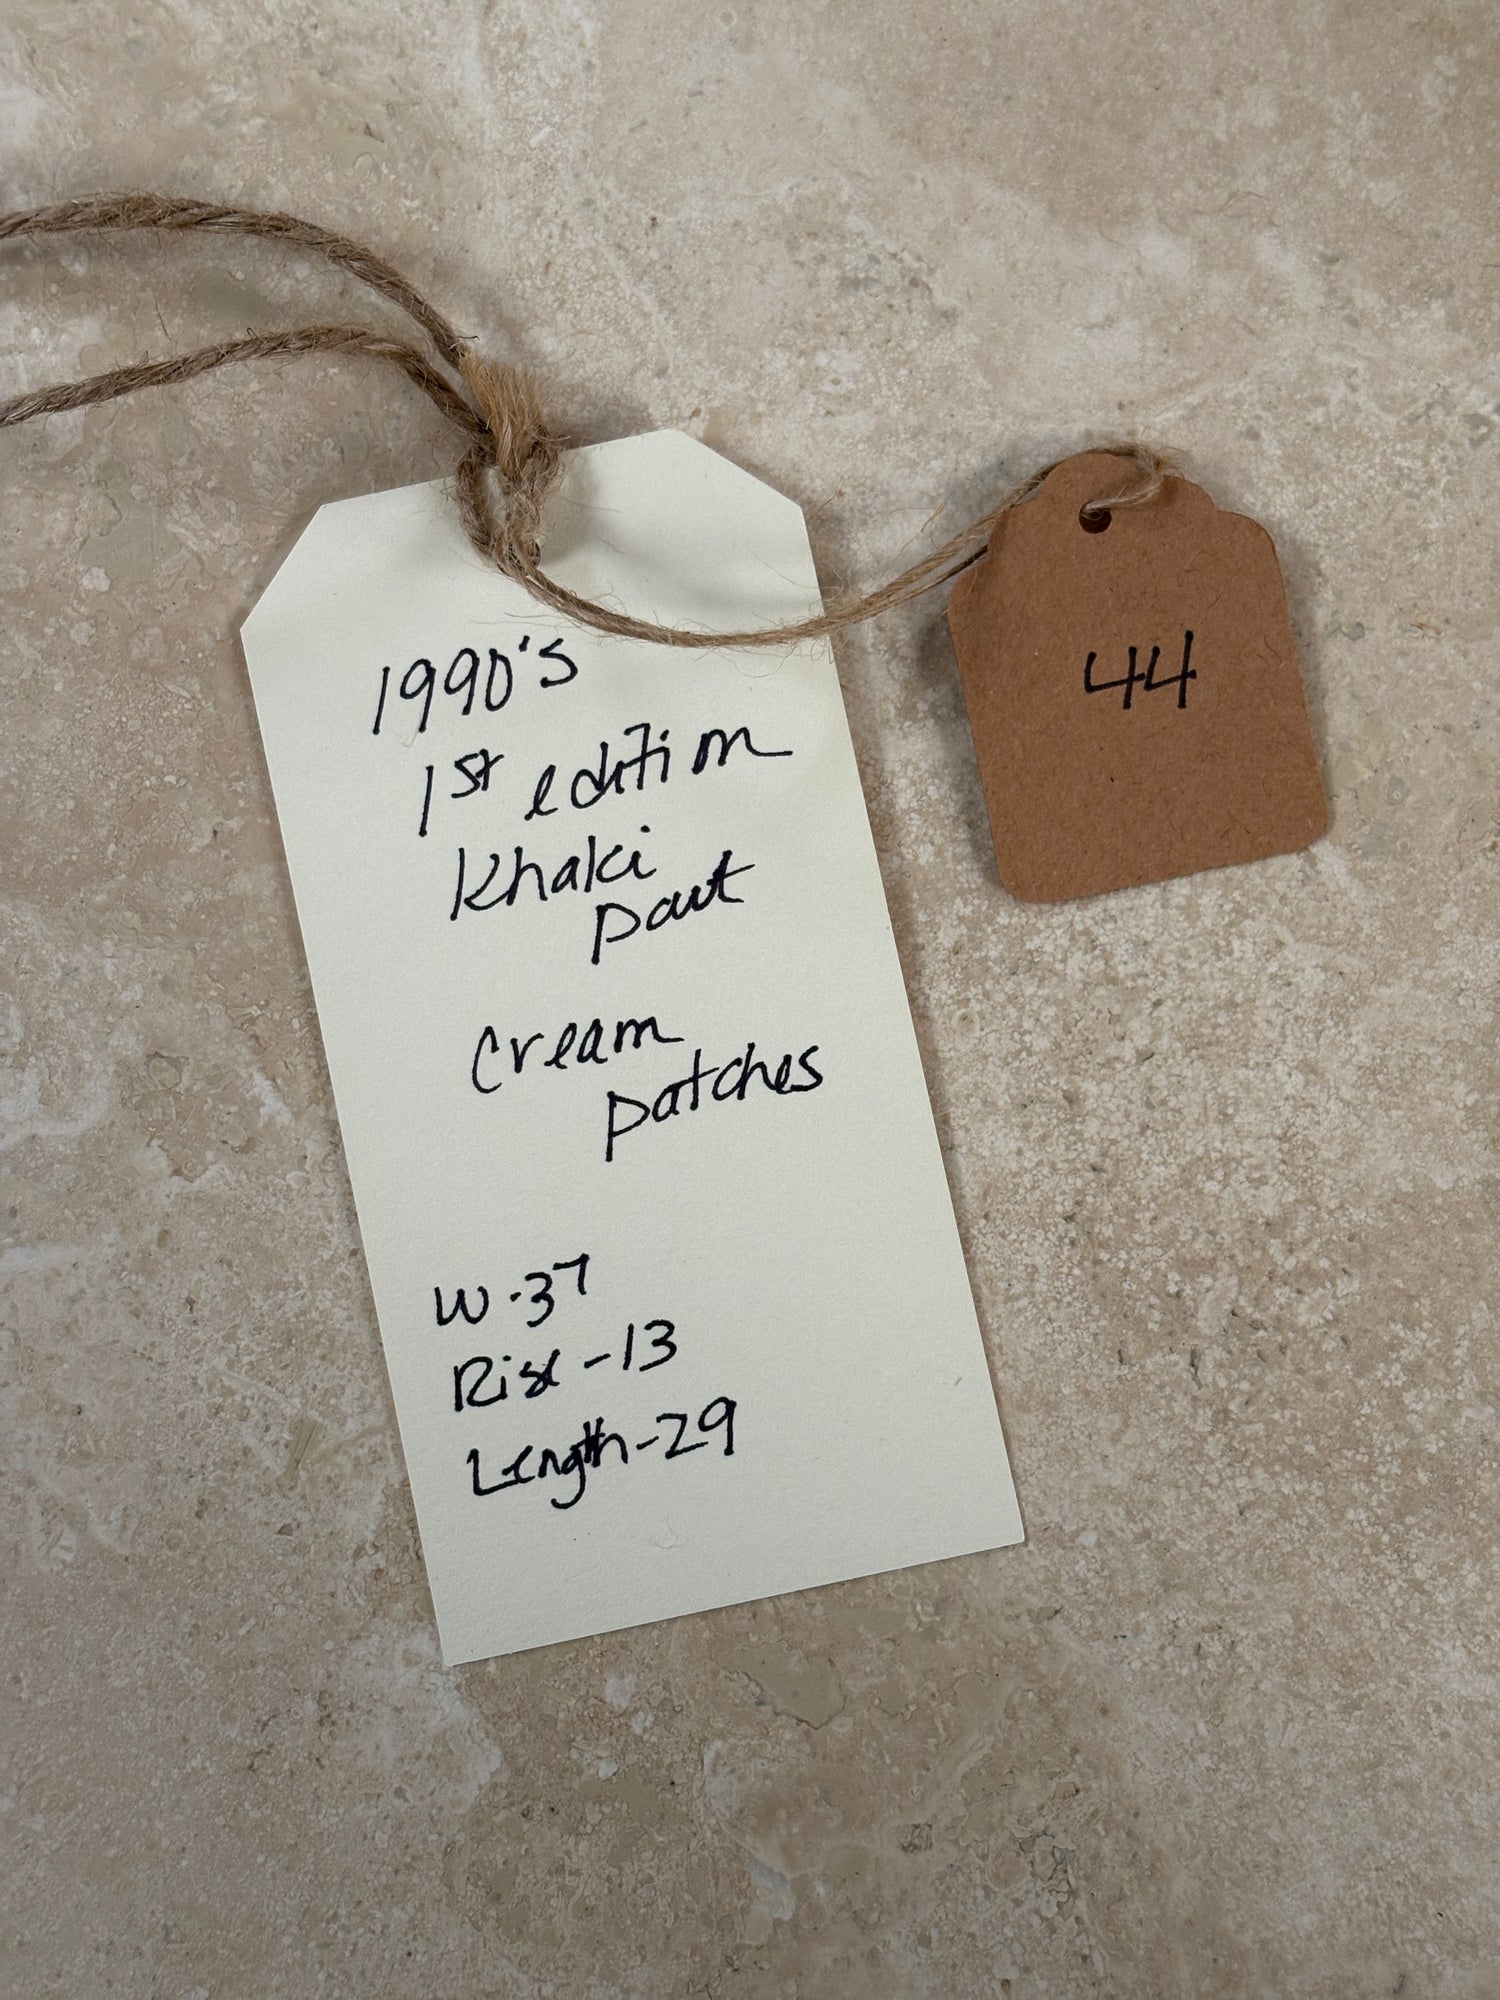 1990's
1st edition
Khaki
pant
Cream
patches
W-37
Rise-13
Length-29
44